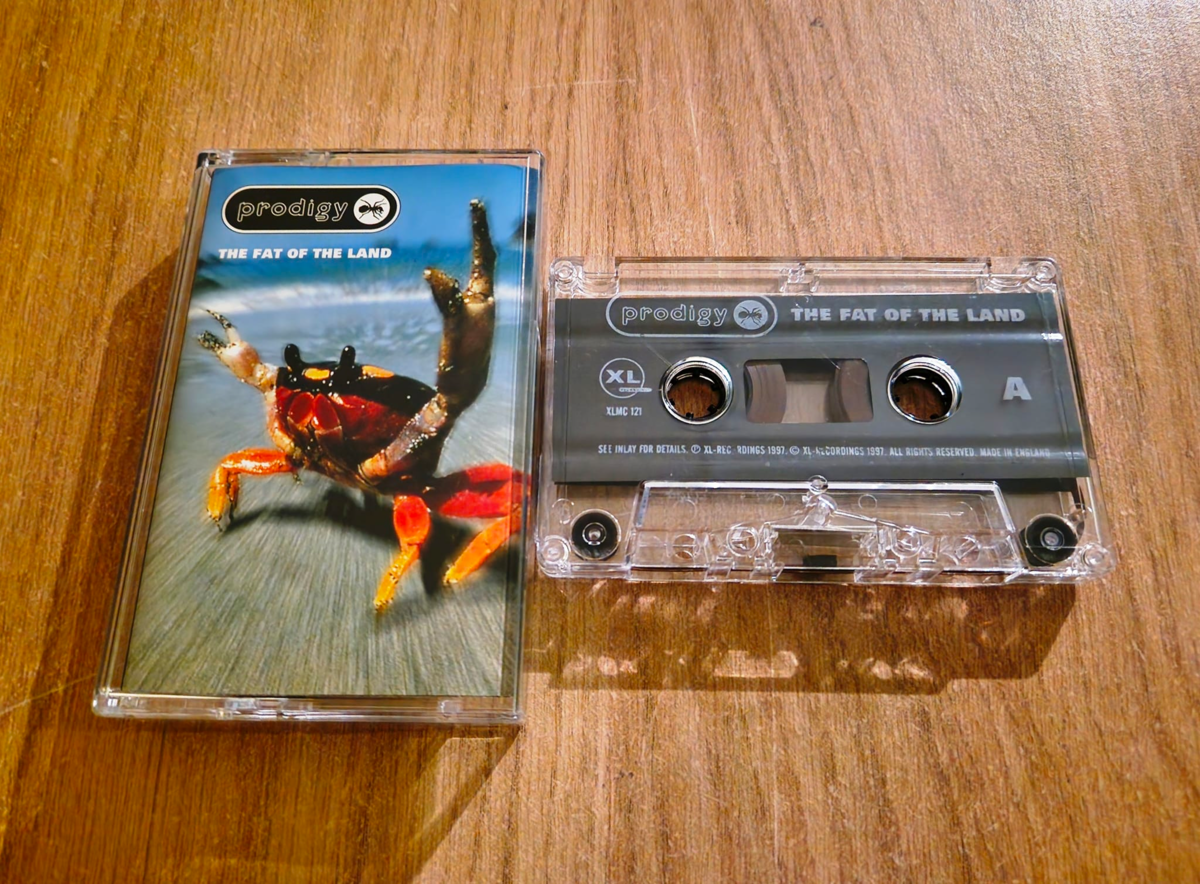 prodigy
THE FAT OF THE LAND
prodigy THE FAT OF THE LAND
XL
A
XLMC 121
SEE INLAY FOR DETAILS. ℗ XL-RECORDINGS 1997. © XL-RECORDINGS 1997. ALL RIGHTS RESERVED. MADE IN ENGLAND